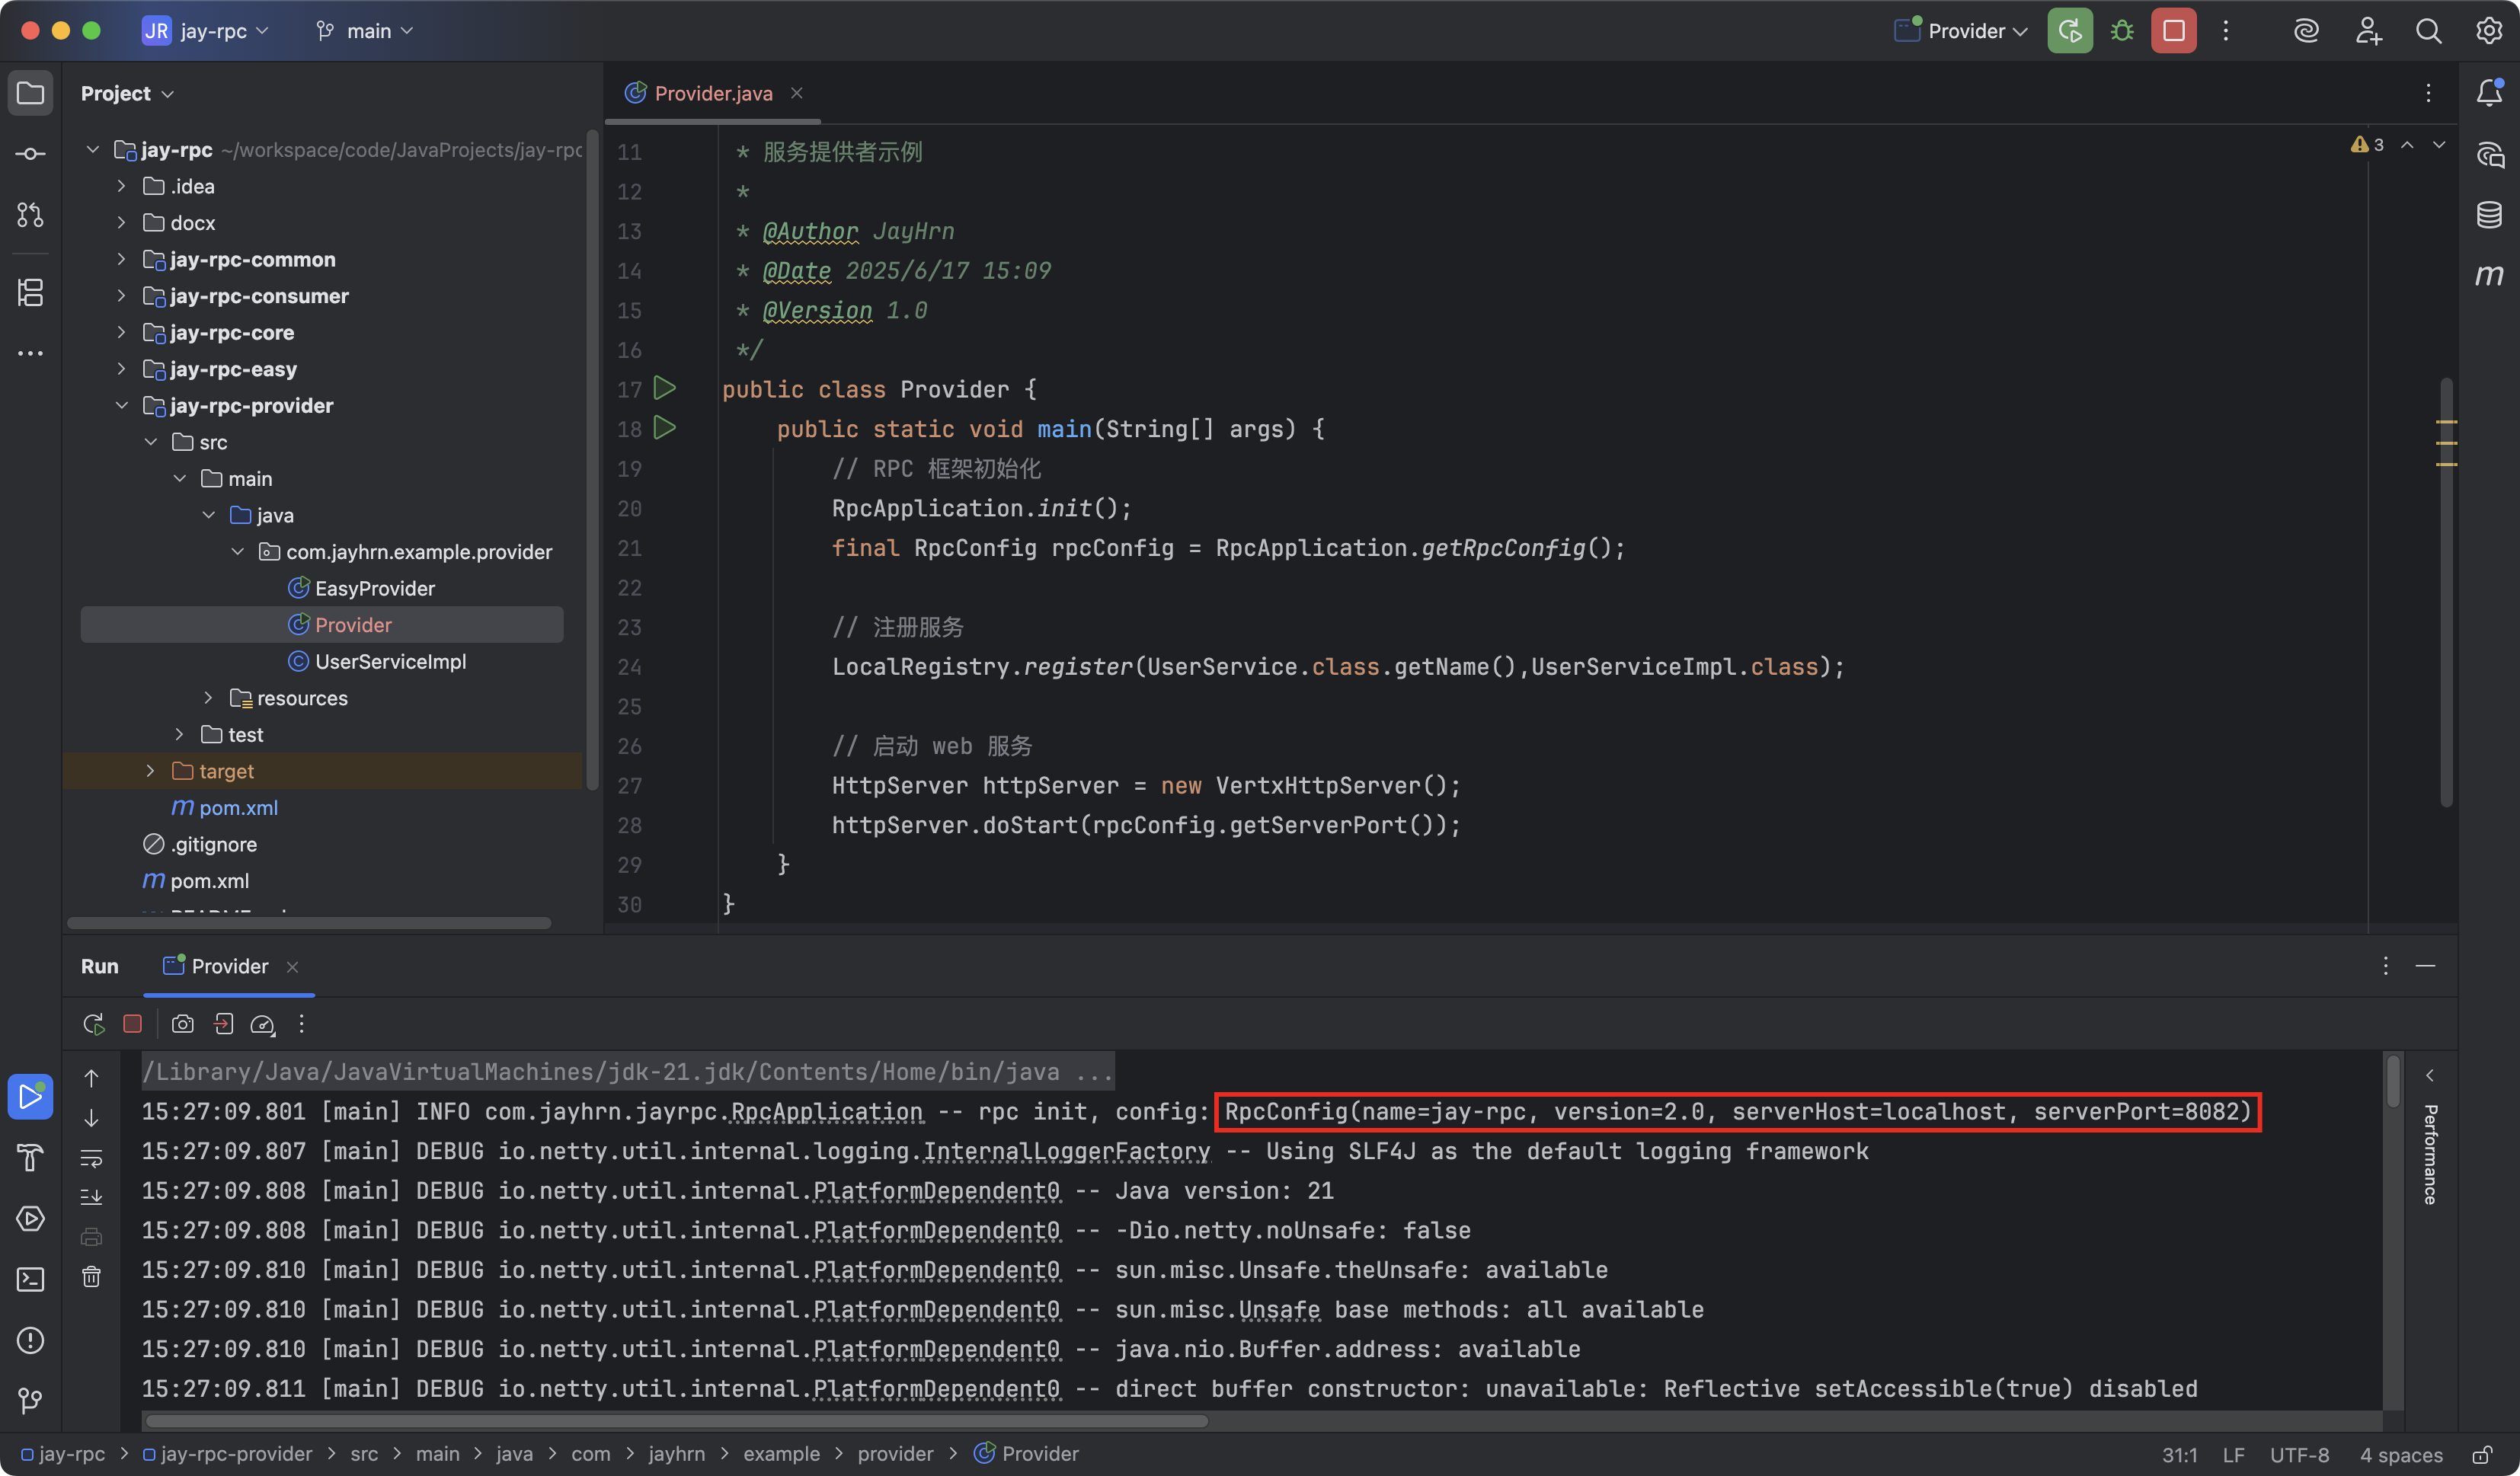 JR jay-rpc
main
Provider
Project
jay-rpc ~/workspace/code/JavaProjects/jay-rpc
.idea
docx
jay-rpc-common
jay-rpc-consumer
jay-rpc-core
jay-rpc-easy
jay-rpc-provider
src
main
java
com.jayhrn.example.provider
EasyProvider
Provider
UserServiceImpl
resources
test
target
m pom.xml
.gitignore
m pom.xml
Provider.java
3
11 * 服务提供者示例
12 *
13 * @Author JayHrn
14 * @Date 2025/6/17 15:09
15 * @Version 1.0
16 */
17 public class Provider {
18 public static void main(String[] args) {
19 // RPC 框架初始化
20 RpcApplication.init();
21 final RpcConfig rpcConfig = RpcApplication.getRpcConfig();
22
23 // 注册服务
24 LocalRegistry.register(UserService.class.getName(),UserServiceImpl.class);
25
26 // 启动 web 服务
27 HttpServer httpServer = new VertxHttpServer();
28 httpServer.doStart(rpcConfig.getServerPort());
29 }
30 }
m
Run Provider
/Library/Java/JavaVirtualMachines/jdk-21.jdk/Contents/Home/bin/java ...
15:27:09.801 [main] INFO com.jayhrn.jayrpc.RpcApplication -- rpc init, config: RpcConfig(name=jay-rpc, version=2.0, serverHost=localhost, serverPort=8082)
15:27:09.807 [main] DEBUG io.netty.util.internal.logging.InternalLoggerFactory -- Using SLF4J as the default logging framework
15:27:09.808 [main] DEBUG io.netty.util.internal.PlatformDependent0 -- Java version: 21
15:27:09.808 [main] DEBUG io.netty.util.internal.PlatformDependent0 -- -Dio.netty.noUnsafe: false
15:27:09.810 [main] DEBUG io.netty.util.internal.PlatformDependent0 -- sun.misc.Unsafe.theUnsafe: available
15:27:09.810 [main] DEBUG io.netty.util.internal.PlatformDependent0 -- sun.misc.Unsafe base methods: all available
15:27:09.810 [main] DEBUG io.netty.util.internal.PlatformDependent0 -- java.nio.Buffer.address: available
15:27:09.811 [main] DEBUG io.netty.util.internal.PlatformDependent0 -- direct buffer constructor: unavailable: Reflective setAccessible(true) disabled
Performance
jay-rpc > jay-rpc-provider > src > main > java > com > jayhrn > example > provider > Provider
31:1 LF UTF-8 4 spaces